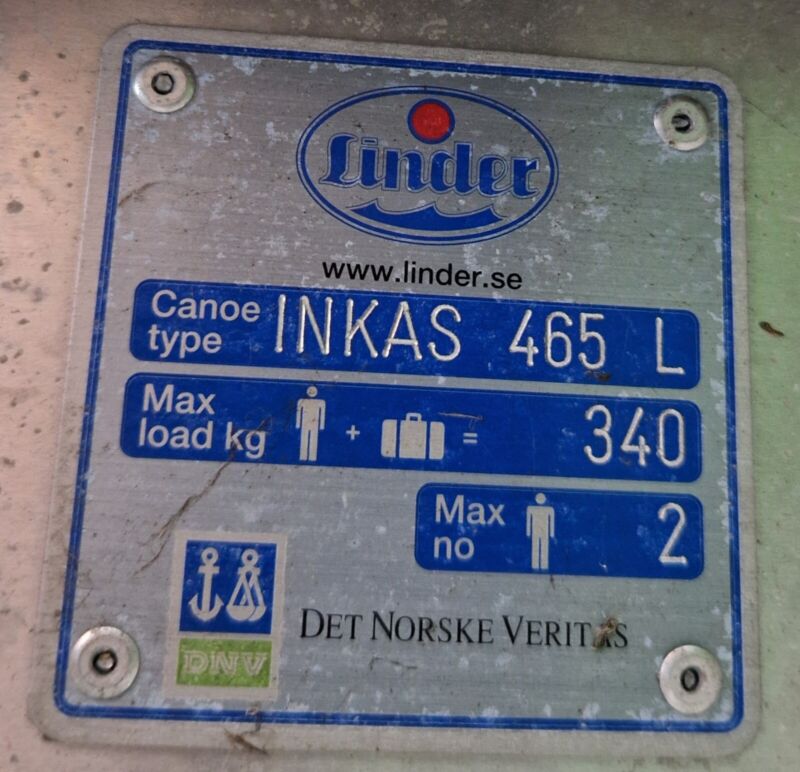 Linder
www.linder.se
Canoe type INKAS 465 L
Max load kg + = 340
Max no 2
DNV
DET NORSKE VERITAS